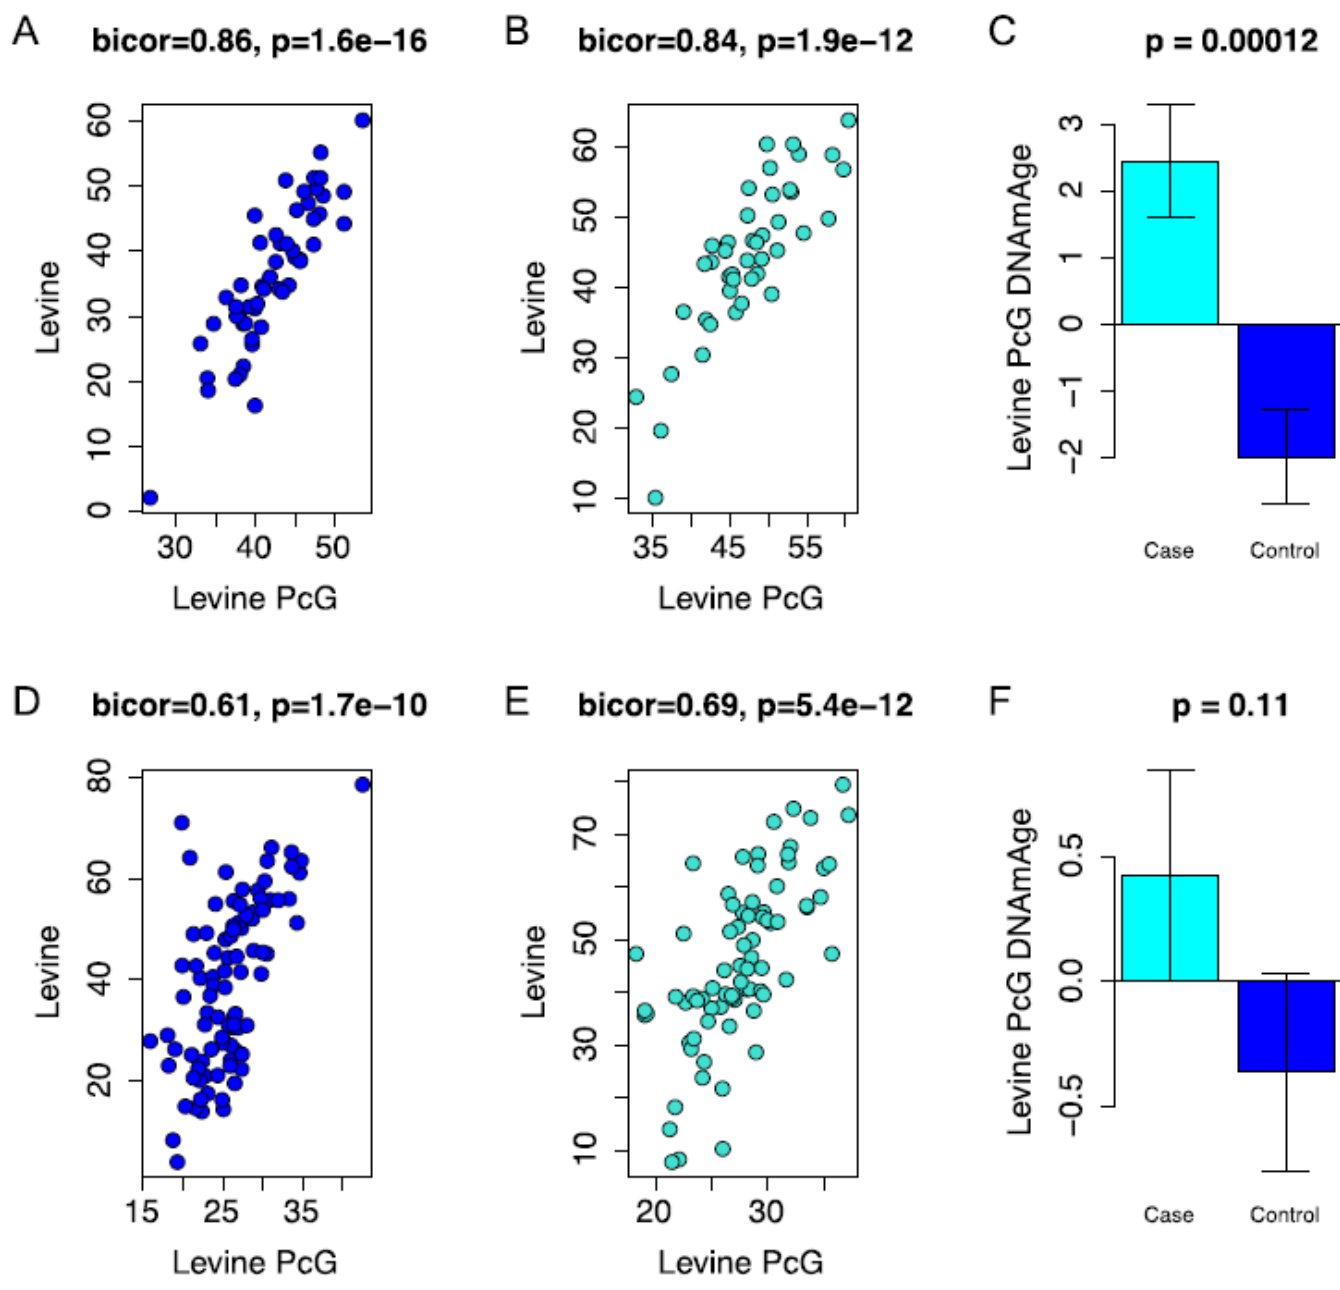 A
bicor=0.86, p=1.6e−16
Levine
0
10
20
30
40
50
60
30
40
50
Levine PcG
B
bicor=0.84, p=1.9e−12
Levine
10
20
30
40
50
60
35
45
55
Levine PcG
C
p = 0.00012
Levine PcG DNAmAge
−2
−1
0
1
2
3
Case
Control
D
bicor=0.61, p=1.7e−10
Levine
20
40
60
80
15
25
35
Levine PcG
E
bicor=0.69, p=5.4e−12
Levine
10
30
50
70
20
30
Levine PcG
F
p = 0.11
Levine PcG DNAmAge
−0.5
0.0
0.5
Case
Control